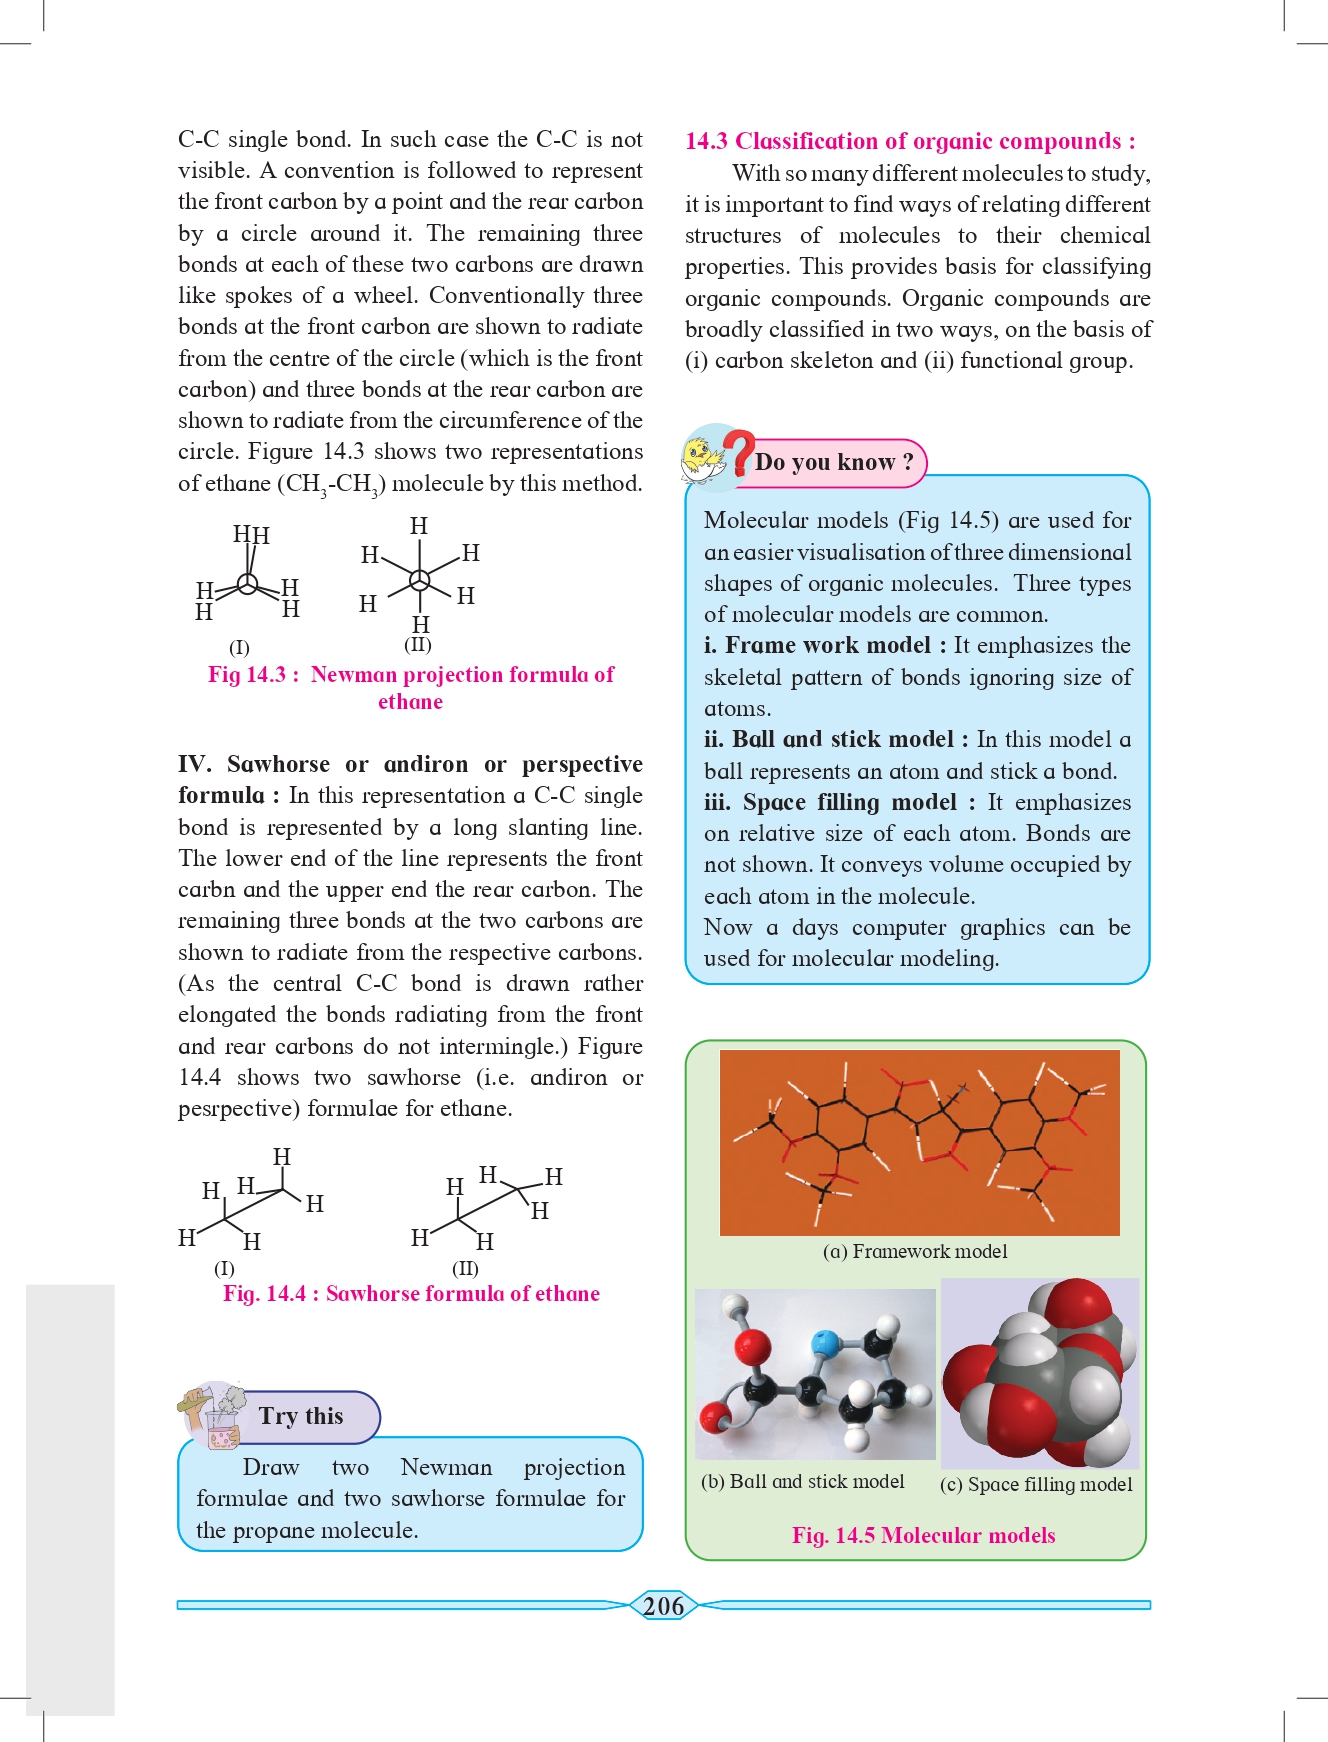 C-C single bond. In such case the C-C is not
visible. A convention is followed to represent
the front carbon by a point and the rear carbon
by a circle around it. The remaining three
bonds at each of these two carbons are drawn
like spokes of a wheel. Conventionally three
bonds at the front carbon are shown to radiate
from the centre of the circle (which is the front
carbon) and three bonds at the rear carbon are
shown to radiate from the circumference of the
circle. Figure 14.3 shows two representations
of ethane (CH3-CH3) molecule by this method.
H H
H
H
H
H
H
(I)
H
H
H
H
H
H
(II)
Fig 14.3 : Newman projection formula of
ethane
IV. Sawhorse or andiron or perspective
formula : In this representation a C-C single
bond is represented by a long slanting line.
The lower end of the line represents the front
carbn and the upper end the rear carbon. The
remaining three bonds at the two carbons are
shown to radiate from the respective carbons.
(As the central C-C bond is drawn rather
elongated the bonds radiating from the front
and rear carbons do not intermingle.) Figure
14.4 shows two sawhorse (i.e. andiron or
pesrpective) formulae for ethane.
H
H H
H
H H
(I)
H H
H
H
H H
(II)
Fig. 14.4 : Sawhorse formula of ethane
Try this
Draw two Newman projection
formulae and two sawhorse formulae for
the propane molecule.
14.3 Classification of organic compounds :
With so many different molecules to study,
it is important to find ways of relating different
structures of molecules to their chemical
properties. This provides basis for classifying
organic compounds. Organic compounds are
broadly classified in two ways, on the basis of
(i) carbon skeleton and (ii) functional group.
Do you know ?
Molecular models (Fig 14.5) are used for
an easier visualisation of three dimensional
shapes of organic molecules. Three types
of molecular models are common.
i. Frame work model : It emphasizes the
skeletal pattern of bonds ignoring size of
atoms.
ii. Ball and stick model : In this model a
ball represents an atom and stick a bond.
iii. Space filling model : It emphasizes
on relative size of each atom. Bonds are
not shown. It conveys volume occupied by
each atom in the molecule.
Now a days computer graphics can be
used for molecular modeling.
(a) Framework model
(b) Ball and stick model
(c) Space filling model
Fig. 14.5 Molecular models
206